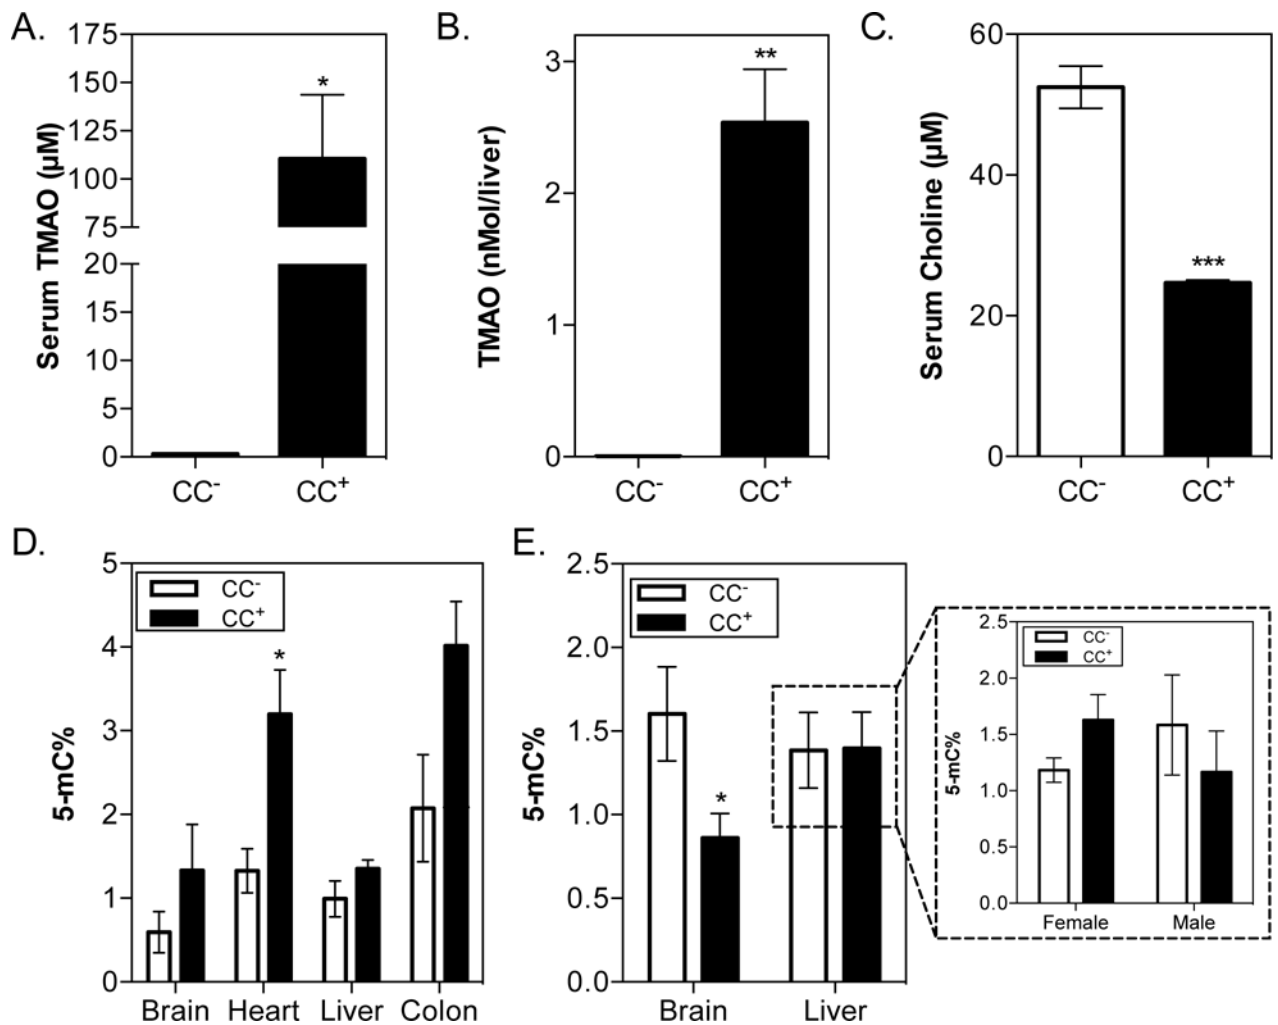 A.
Serum TMAO (µM)
175
150
125
100
75
20
15
10
5
0
*
CC⁻ CC⁺
B.
TMAO (nMol/liver)
3
2
1
0
**
CC⁻ CC⁺
C.
Serum Choline (µM)
60
40
20
0
***
CC⁻ CC⁺
D.
5-mC%
5
4
3
2
1
0
CC⁻
CC⁺
*
Brain Heart Liver Colon
E.
5-mC%
2.5
2.0
1.5
1.0
0.5
0.0
CC⁻
CC⁺
*
Brain Liver
5-mC%
2.5
2.0
1.5
1.0
0.5
0.0
CC⁻
CC⁺
Female Male